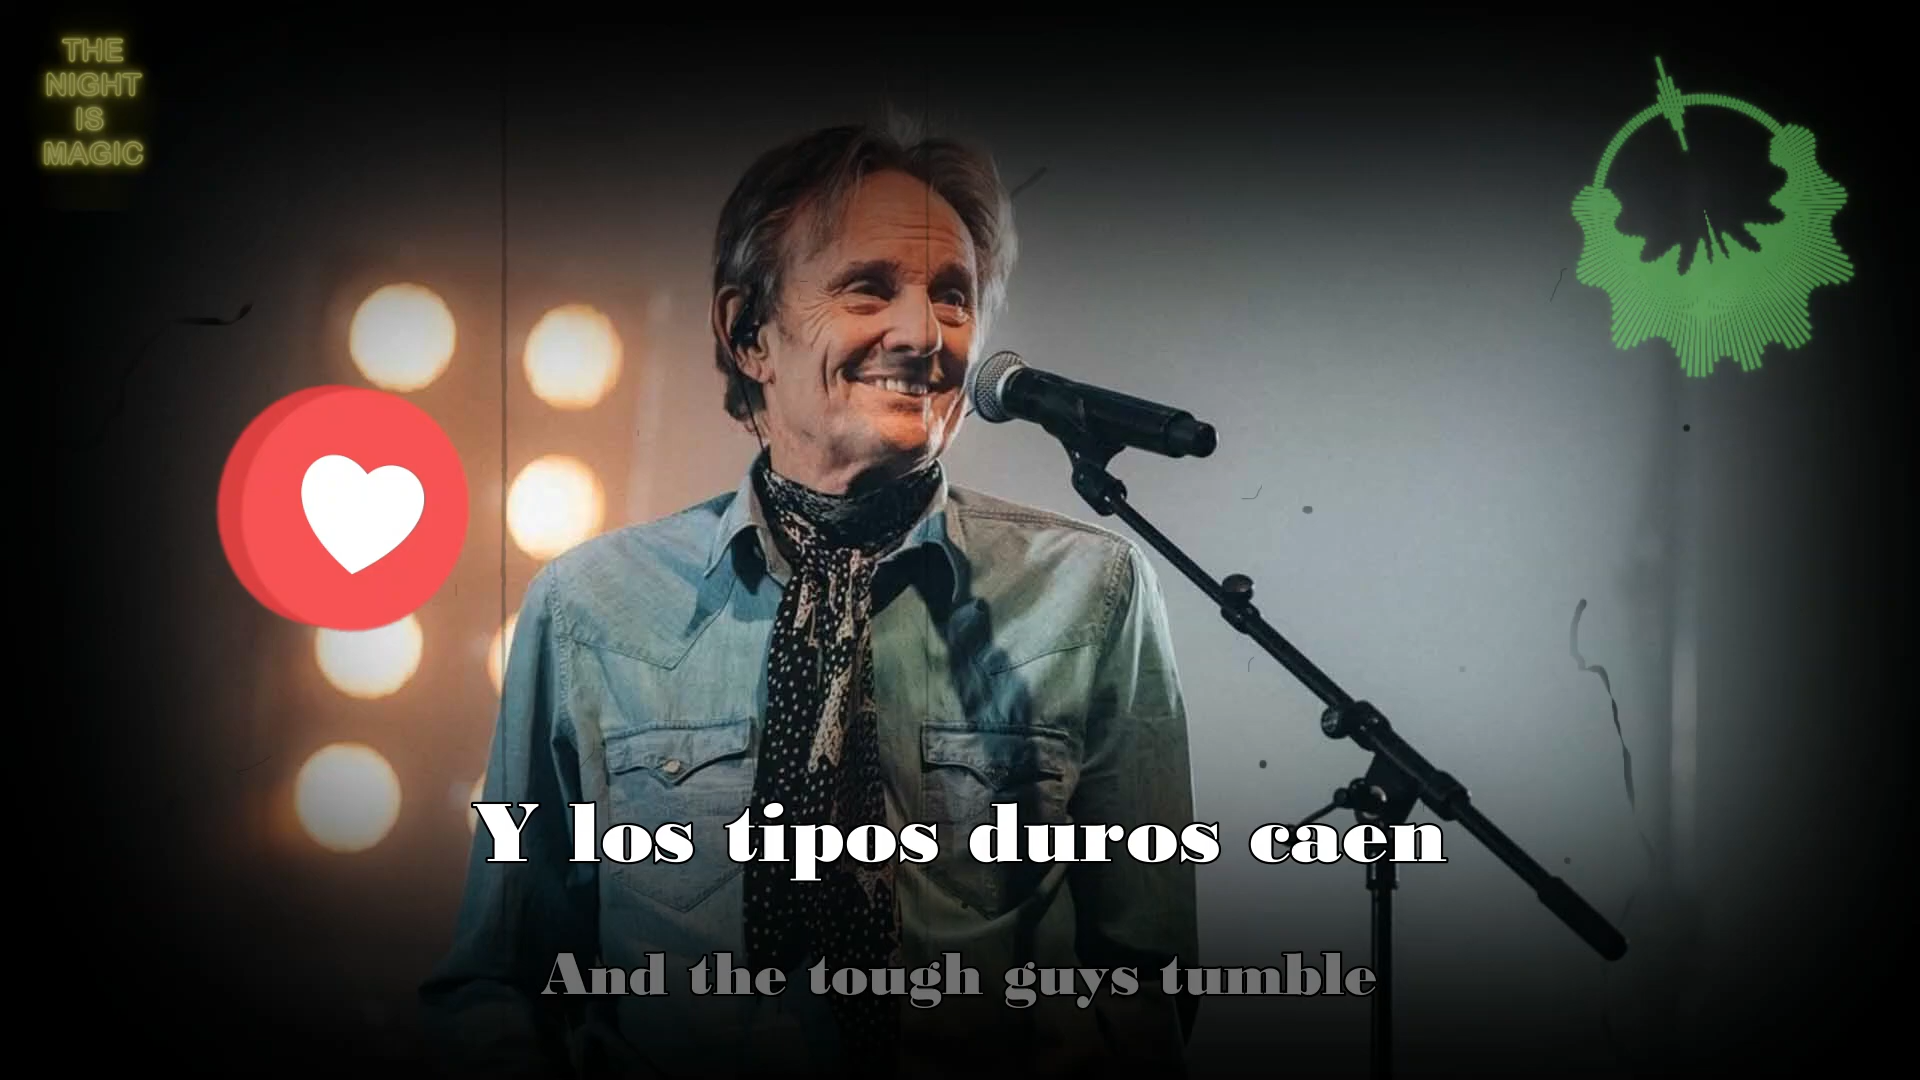 THE
NIGHT
IS
MAGIC
Y los tipos duros caen
And the tough guys tumble